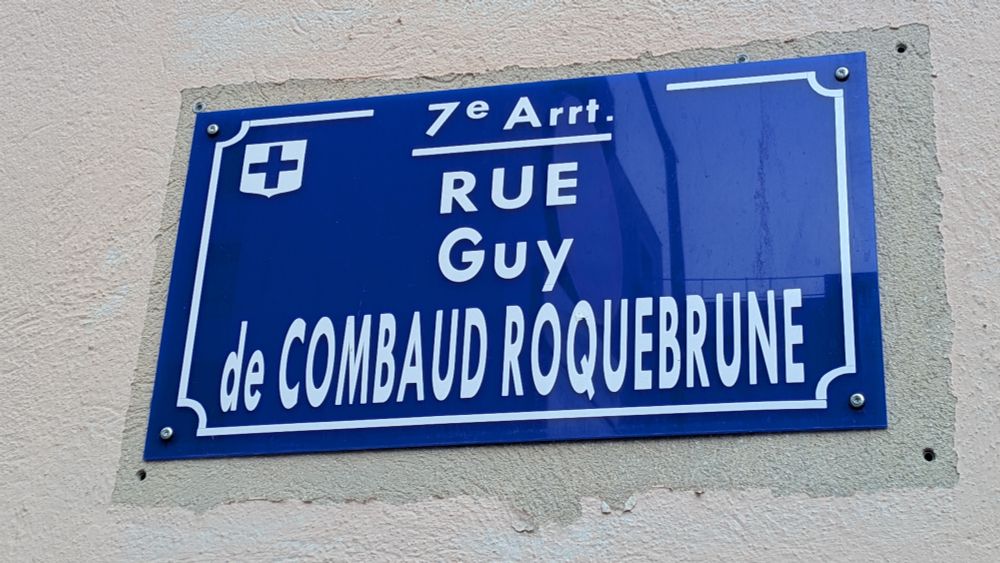 7e Arrt.
RUE
Guy
de COMBAUD ROQUEBRUNE